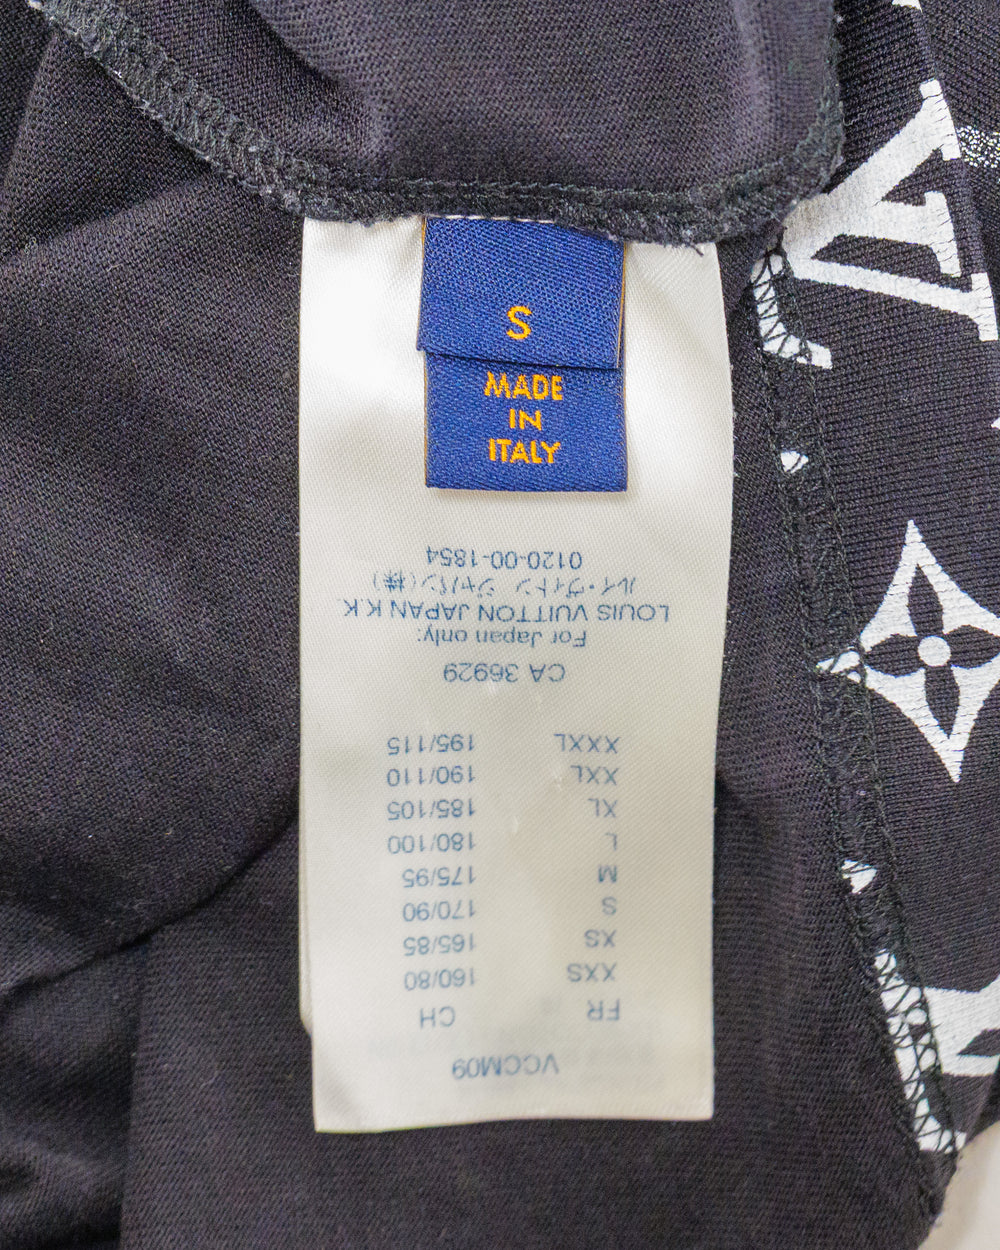 S
MADE
IN
ITALY
VCCM09
FR CH
XXS 160/80
XS 165/85
S 170/90
M 175/95
L 180/100
XL 185/105
XXL 190/110
XXXL 195/115
CA 36929
For Japan only:
LOUIS VUITTON JAPAN K.K
ルイ・ヴィトン ジャパン(株)
0120-00-1854
LV